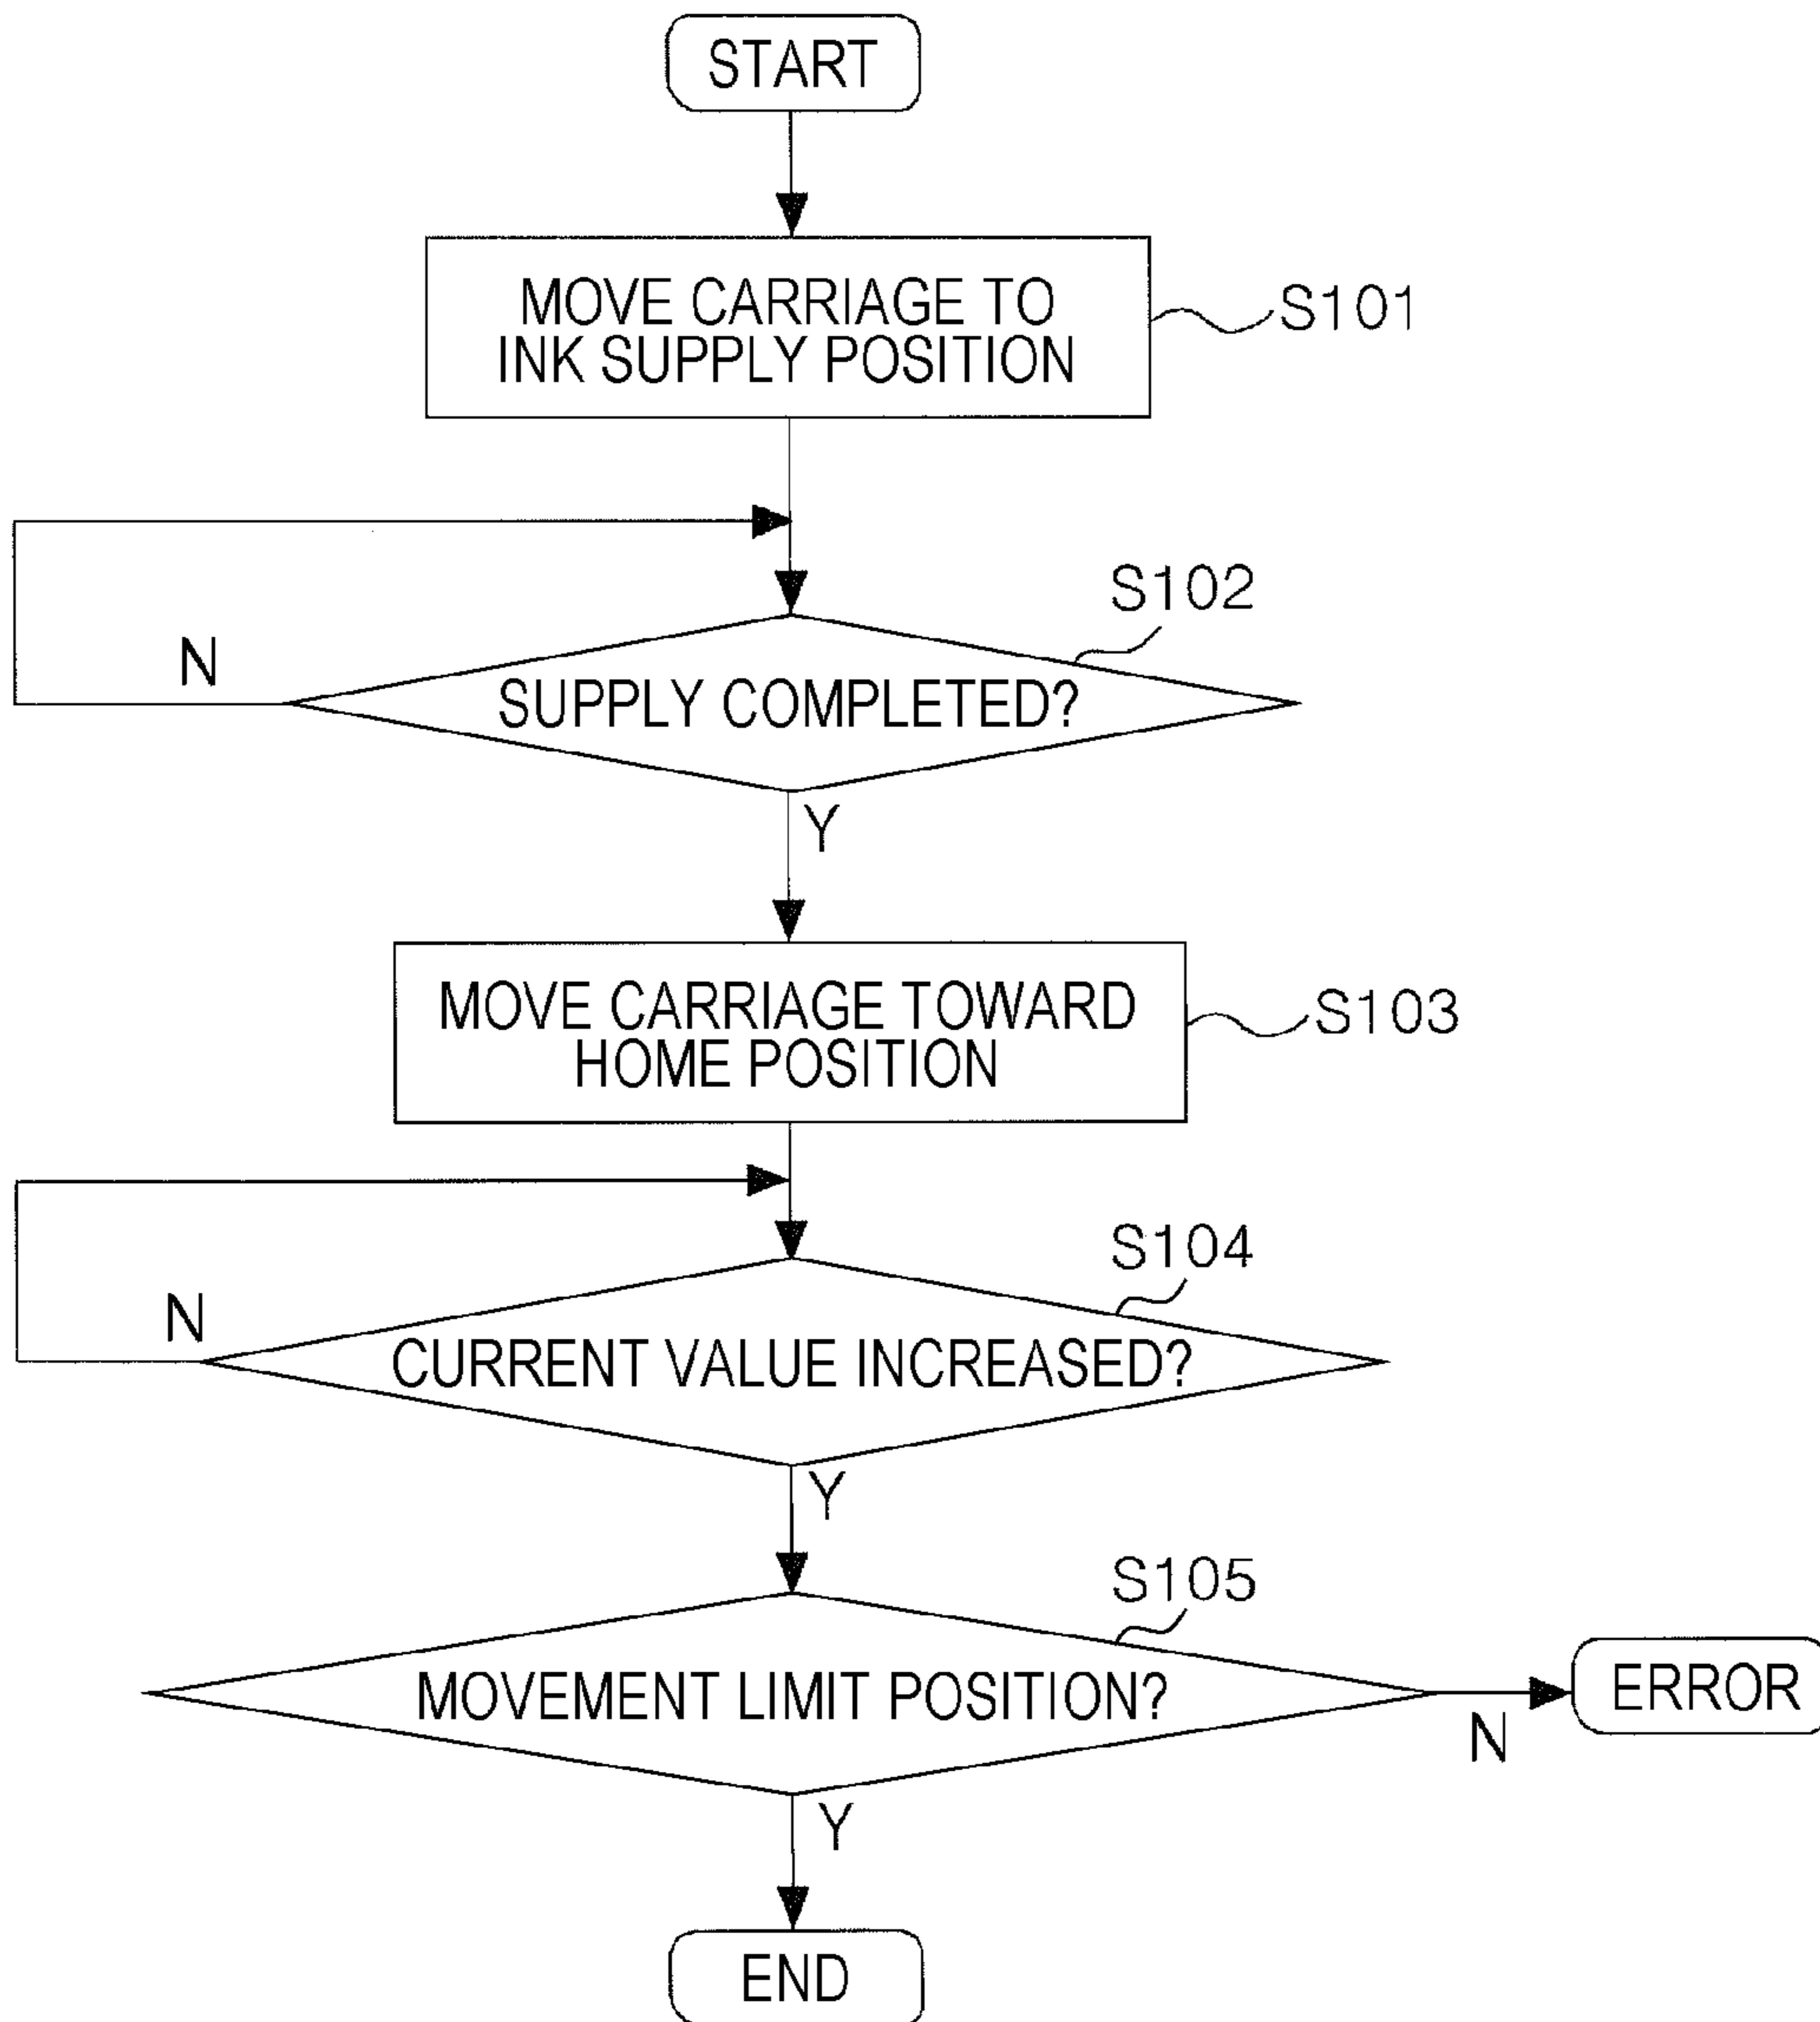 START
MOVE CARRIAGE TO
INK SUPPLY POSITION
S101
S102
N
SUPPLY COMPLETED?
Y
MOVE CARRIAGE TOWARD
HOME POSITION
S103
S104
N
CURRENT VALUE INCREASED?
Y
S105
MOVEMENT LIMIT POSITION?
ERROR
N
Y
END